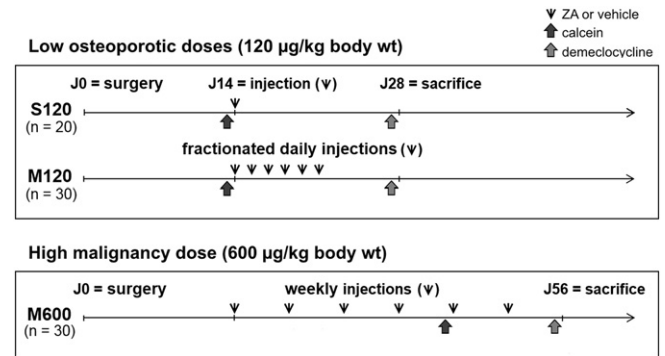 ZA or vehicle
calcein
demeclocycline
Low osteoporotic doses (120 µg/kg body wt)
J0 = surgery J14 = injection (ѱ) J28 = sacrifice
S120
(n = 20)
fractionated daily injections (ѱ)
M120
(n = 30)
High malignancy dose (600 µg/kg body wt)
J0 = surgery weekly injections (ѱ) J56 = sacrifice
M600
(n = 30)